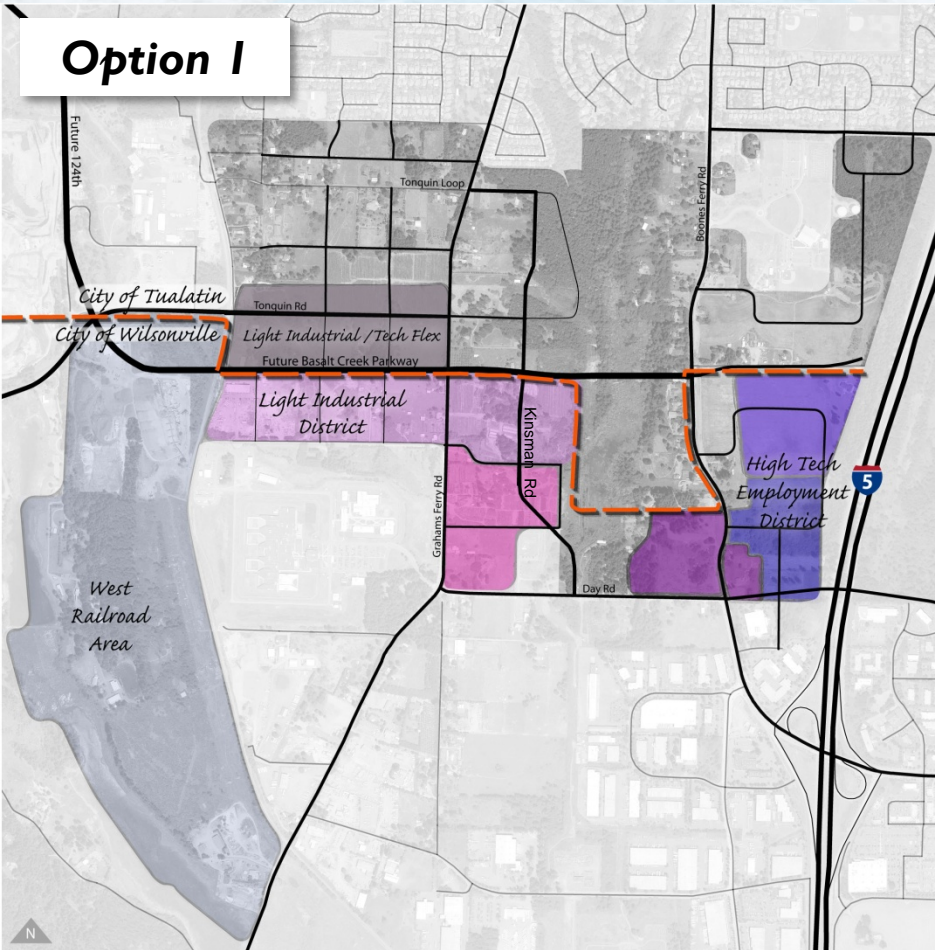 Option 1
Future 124th
Tonquin Loop
Boones Ferry Rd
City of Tualatin
City of Wilsonville
Tonquin Rd
Light Industrial /Tech Flex
Future Basalt Creek Parkway
Light Industrial
District
Kinsman Rd
Grahams Ferry Rd
High Tech
Employment
District
5
West
Railroad
Area
Day Rd
N